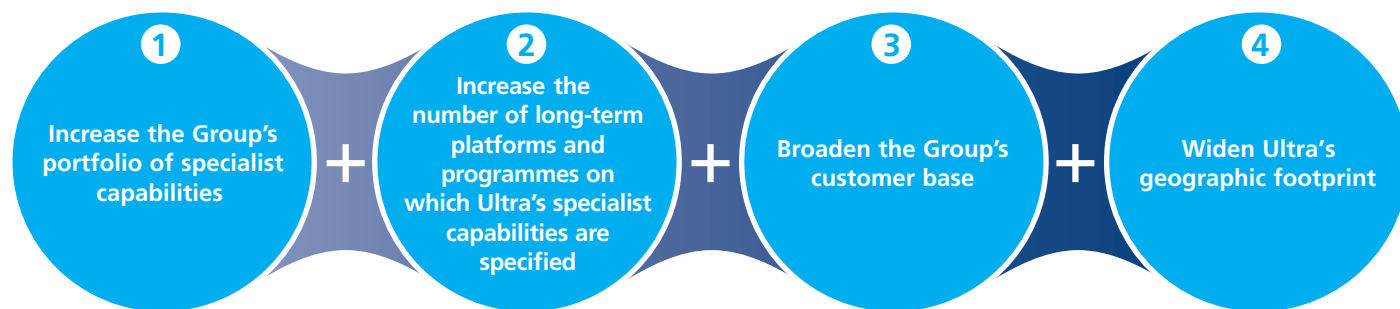 1
Increase the Group’s
portfolio of specialist
capabilities
+
2
Increase the
number of long-term
platforms and
programmes on
which Ultra’s specialist
capabilities are
specified
+
3
Broaden the Group’s
customer base
+
4
Widen Ultra’s
geographic footprint